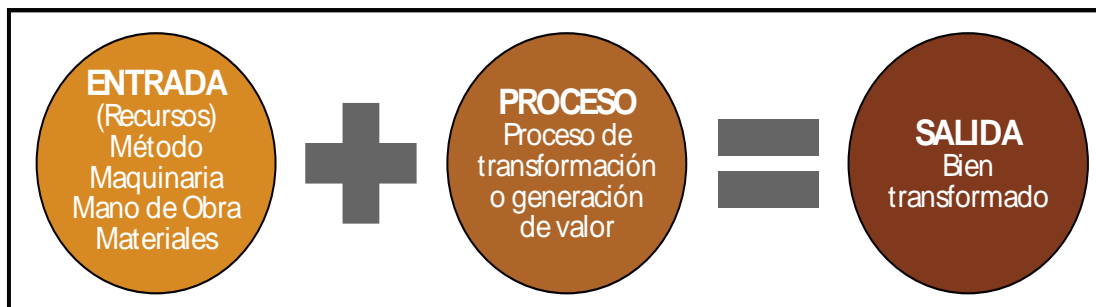 ENTRADA
(Recursos)
Método
Maquinaria
Mano de Obra
Materiales
PROCESO
Proceso de
transformación
o generación
de valor
SALIDA
Bien
transformado